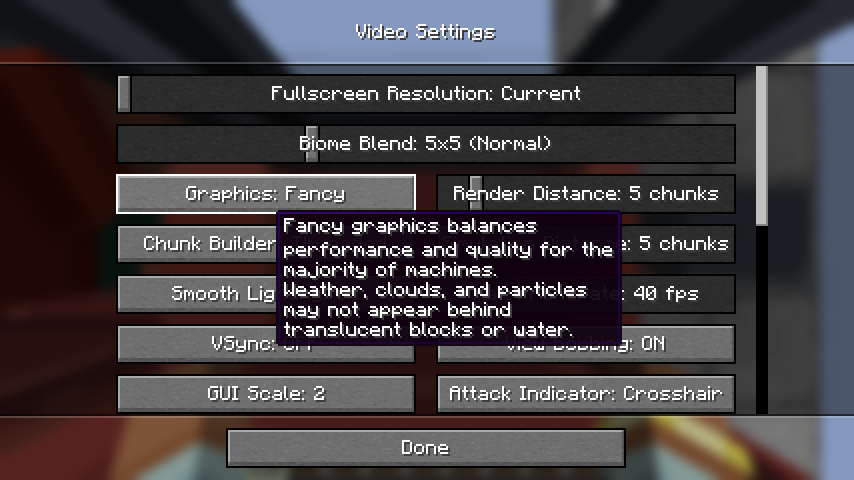 Video Settings
Fullscreen Resolution: Current
Biome Blend: 5x5 (Normal)
Graphics: Fancy
Render Distance: 5 chunks
Fancy graphics balances
performance and quality for the
majority of machines.
Weather, clouds, and particles
may not appear behind
translucent blocks or water.
Chunk Builder
: 5 chunks
Smooth
: 40 fps
VSync:
View Bobbing: ON
GUI Scale: 2
Attack Indicator: Crosshair
Done